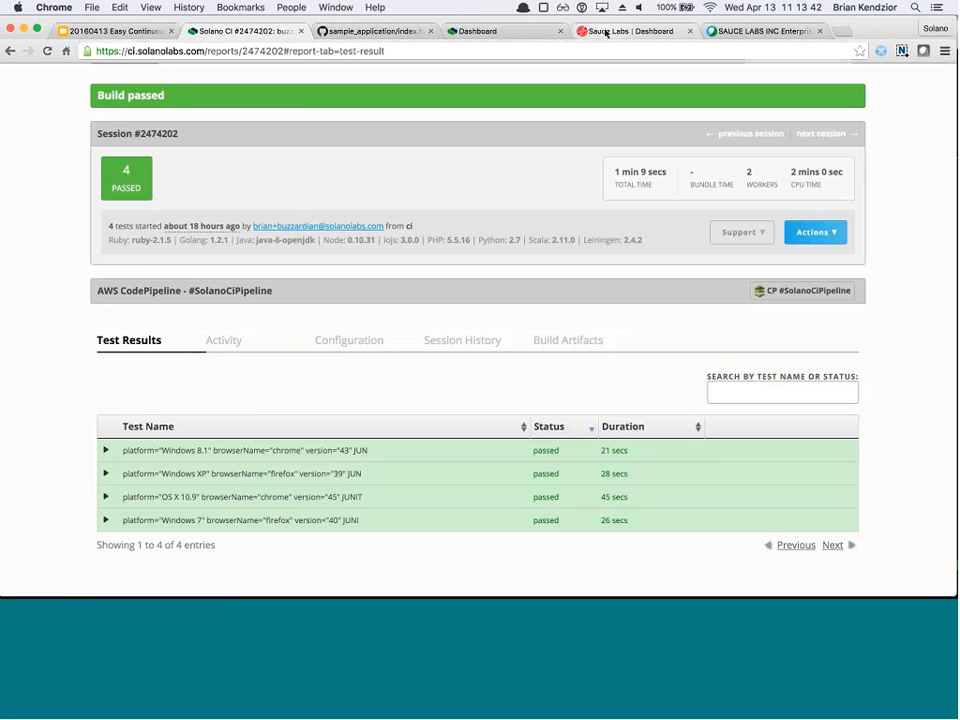 Chrome File Edit View History Bookmarks People Window Help 100% Wed Apr 13 11 13 42 Brian Kendzior
20160413 Easy Continuou × Solano CI #2474202: buzz × sample_application/index.h × Dashboard × Sauce Labs | Dashboard × SAUCE LABS INC Enterpris × Solano
https://ci.solanolabs.com/reports/2474202#report-tab=test-result
Build passed
Session #2474202 ← previous session next session →
4
PASSED
1 min 9 secs - 2 2 mins 0 sec
TOTAL TIME BUNDLE TIME WORKERS CPU TIME
4 tests started about 18 hours ago by brian+buzzardian@solanolabs.com from ci
Ruby: ruby-2.1.5 | Golang: 1.2.1 | Java: java-6-openjdk | Node: 0.10.31 | Iojs: 3.0.0 | PHP: 5.5.16 | Python: 2.7 | Scala: 2.11.0 | Leiningen: 2.4.2
Support ▼ Actions ▼
AWS CodePipeline - #SolanoCiPipeline CP #SolanoCiPipeline
Test Results Activity Configuration Session History Build Artifacts
SEARCH BY TEST NAME OR STATUS:
Test Name Status Duration
platform="Windows 8.1" browserName="chrome" version="43" JUN passed 21 secs
platform="Windows XP" browserName="firefox" version="39" JUN passed 28 secs
platform="OS X 10.9" browserName="chrome" version="45" JUNIT passed 45 secs
platform="Windows 7" browserName="firefox" version="40" JUNI passed 26 secs
Showing 1 to 4 of 4 entries Previous Next